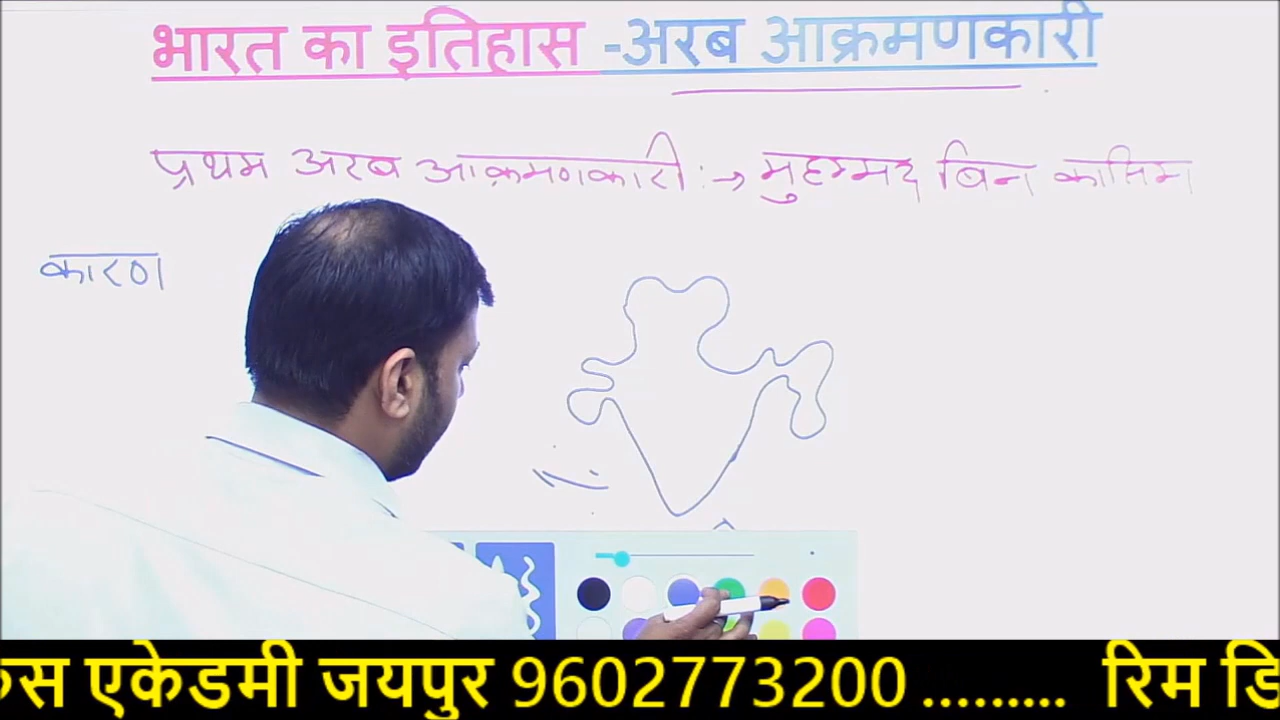 भारत का इतिहास -अरब आक्रमणकारी
प्रथम अरब आक्रमणकारी :→ मुहम्मद बिन कासिम
कारण
एकेडमी जयपुर 9602773200 ......... रिम